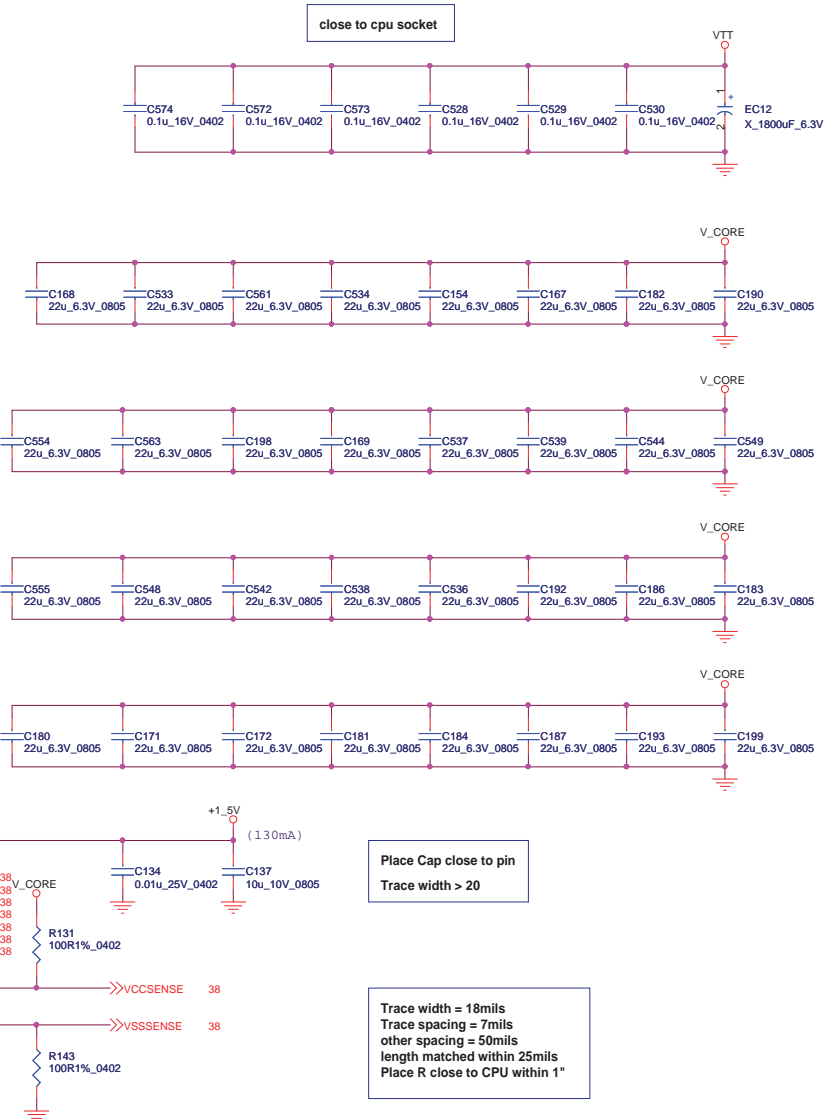 close to cpu socket
VTT
C574
0.1u_16V_0402
C572
0.1u_16V_0402
C573
0.1u_16V_0402
C528
0.1u_16V_0402
C529
0.1u_16V_0402
C530
0.1u_16V_0402
1
+
2
EC12
X_1800uF_6.3V
V_CORE
C168
22u_6.3V_0805
C533
22u_6.3V_0805
C561
22u_6.3V_0805
C534
22u_6.3V_0805
C154
22u_6.3V_0805
C167
22u_6.3V_0805
C182
22u_6.3V_0805
C190
22u_6.3V_0805
V_CORE
C554
22u_6.3V_0805
C563
22u_6.3V_0805
C198
22u_6.3V_0805
C169
22u_6.3V_0805
C537
22u_6.3V_0805
C539
22u_6.3V_0805
C544
22u_6.3V_0805
C549
22u_6.3V_0805
V_CORE
C555
22u_6.3V_0805
C548
22u_6.3V_0805
C542
22u_6.3V_0805
C538
22u_6.3V_0805
C536
22u_6.3V_0805
C192
22u_6.3V_0805
C186
22u_6.3V_0805
C183
22u_6.3V_0805
V_CORE
C180
22u_6.3V_0805
C171
22u_6.3V_0805
C172
22u_6.3V_0805
C181
22u_6.3V_0805
C184
22u_6.3V_0805
C187
22u_6.3V_0805
C193
22u_6.3V_0805
C199
22u_6.3V_0805
+1_5V
(130mA)
C134
0.01u_25V_0402
C137
10u_10V_0805
Place Cap close to pin
Trace width > 20
38
38
38
38
38
38
38
V_CORE
R131
100R1%_0402
VCCSENSE 38
VSSSENSE 38
R143
100R1%_0402
Trace width = 18mils
Trace spacing = 7mils
other spacing = 50mils
length matched within 25mils
Place R close to CPU within 1"